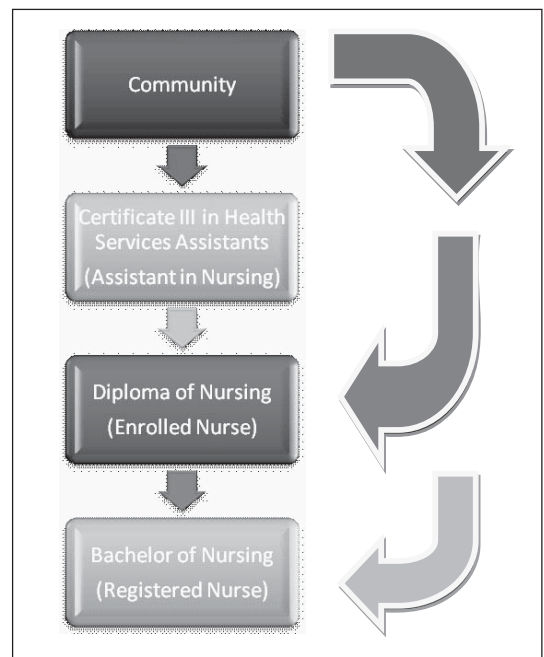 Community
Certificate III in Health
Services Assistants
(Assistant in Nursing)
Diploma of Nursing
(Enrolled Nurse)
Bachelor of Nursing
(Registered Nurse)